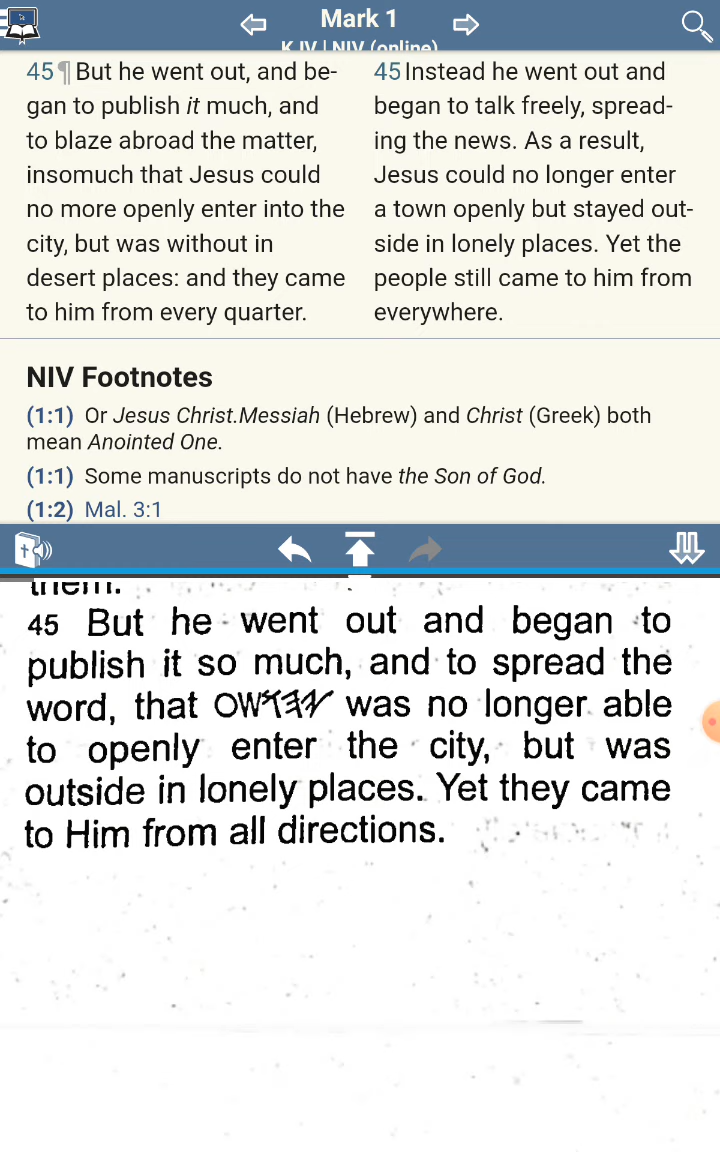 Mark 1
KJV | NIV (online)
45 ¶ But he went out, and be-
gan to publish it much, and
to blaze abroad the matter,
insomuch that Jesus could
no more openly enter into the
city, but was without in
desert places: and they came
to him from every quarter.
45 Instead he went out and
began to talk freely, spread-
ing the news. As a result,
Jesus could no longer enter
a town openly but stayed out-
side in lonely places. Yet the
people still came to him from
everywhere.
NIV Footnotes
(1:1) Or Jesus Christ.Messiah (Hebrew) and Christ (Greek) both
mean Anointed One.
(1:1) Some manuscripts do not have the Son of God.
(1:2) Mal. 3:1
them.
45 But he went out and began to
publish it so much, and to spread the
word, that 𐤉𐤄𐤅𐤔𐤏 was no longer able
to openly enter the city, but was
outside in lonely places. Yet they came
to Him from all directions.